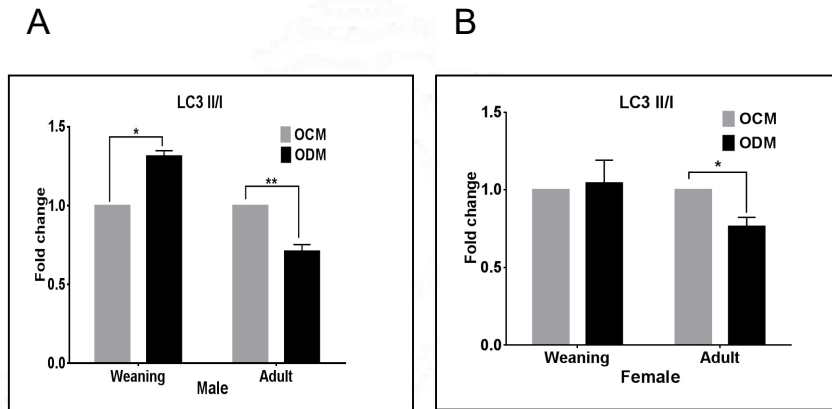 A
LC3 II/I
OCM
ODM
Fold change
1.5
1.0
0.5
0.0
*
**
Weaning
Adult
Male
B
LC3 II/I
OCM
ODM
Fold change
1.5
1.0
0.5
0.0
*
Weaning
Adult
Female